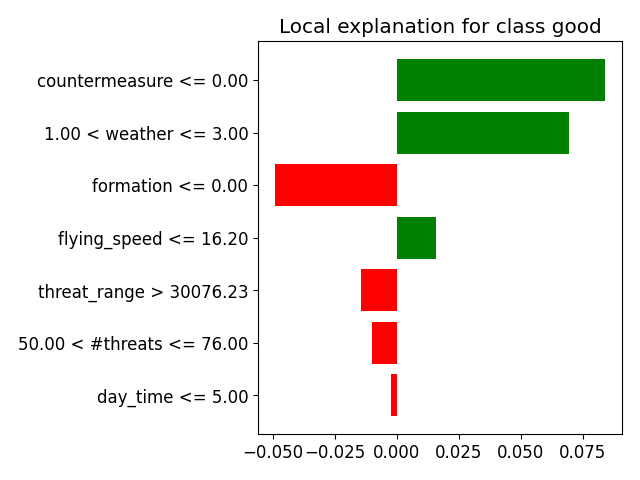 Local explanation for class good
countermeasure <= 0.00
1.00 < weather <= 3.00
formation <= 0.00
flying_speed <= 16.20
threat_range > 30076.23
50.00 < #threats <= 76.00
day_time <= 5.00
−0.050 −0.025 0.000 0.025 0.050 0.075